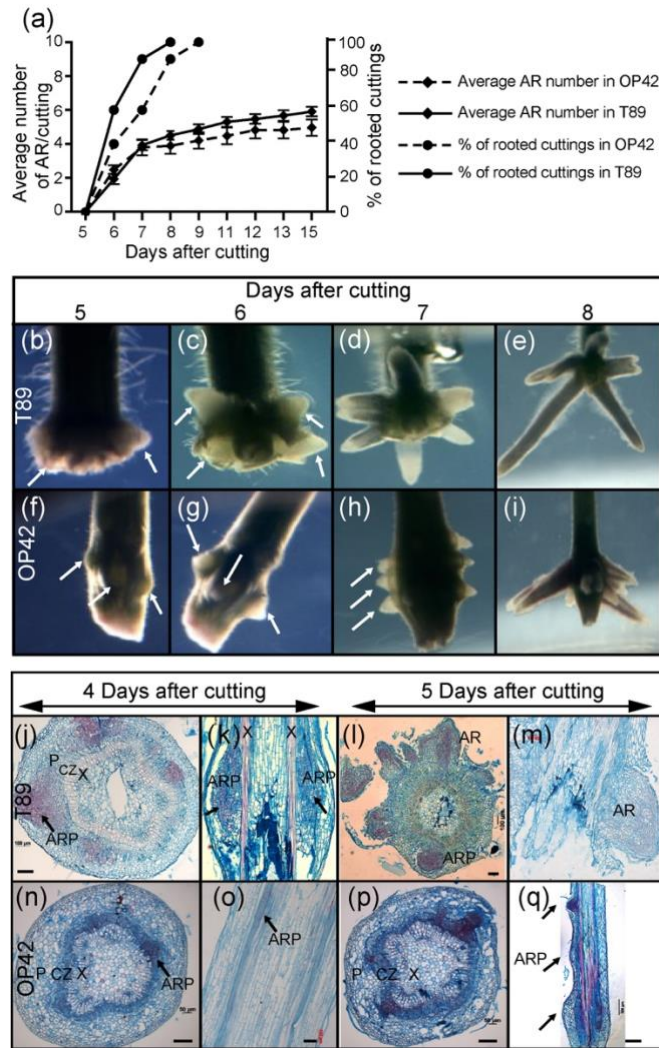 (a)
Average number
of AR/cutting
10
8
6
4
2
0
100
80
60
40
20
0
% of rooted cuttings
5 6 7 8 9 11 12 13 15
Days after cutting
Average AR number in OP42
Average AR number in T89
% of rooted cuttings in OP42
% of rooted cuttings in T89
Days after cutting
5 6 7 8
T89
(b) (c) (d) (e)
OP42
(f) (g) (h) (i)
4 Days after cutting 5 Days after cutting
T89
(j) P CZ X ARP
(k) X X ARP ARP
(l) AR ARP
(m) AR
OP42
(n) P CZ X ARP
(o) ARP
(p) P CZ X
(q) ARP